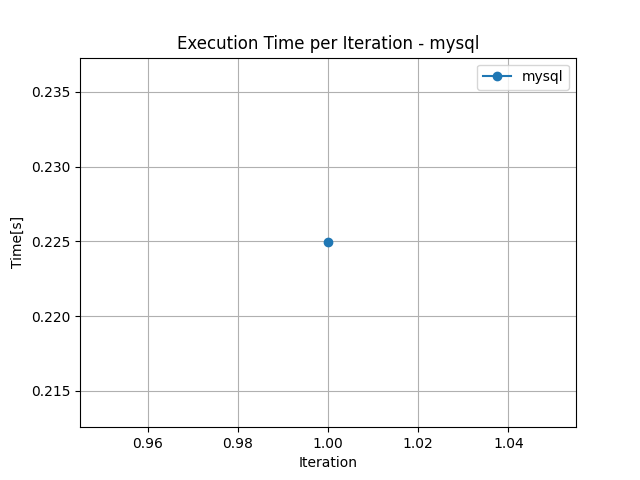 Execution Time per Iteration - mysql
mysql
0.235
0.230
0.225
0.220
0.215
Time[s]
0.96 0.98 1.00 1.02 1.04
Iteration